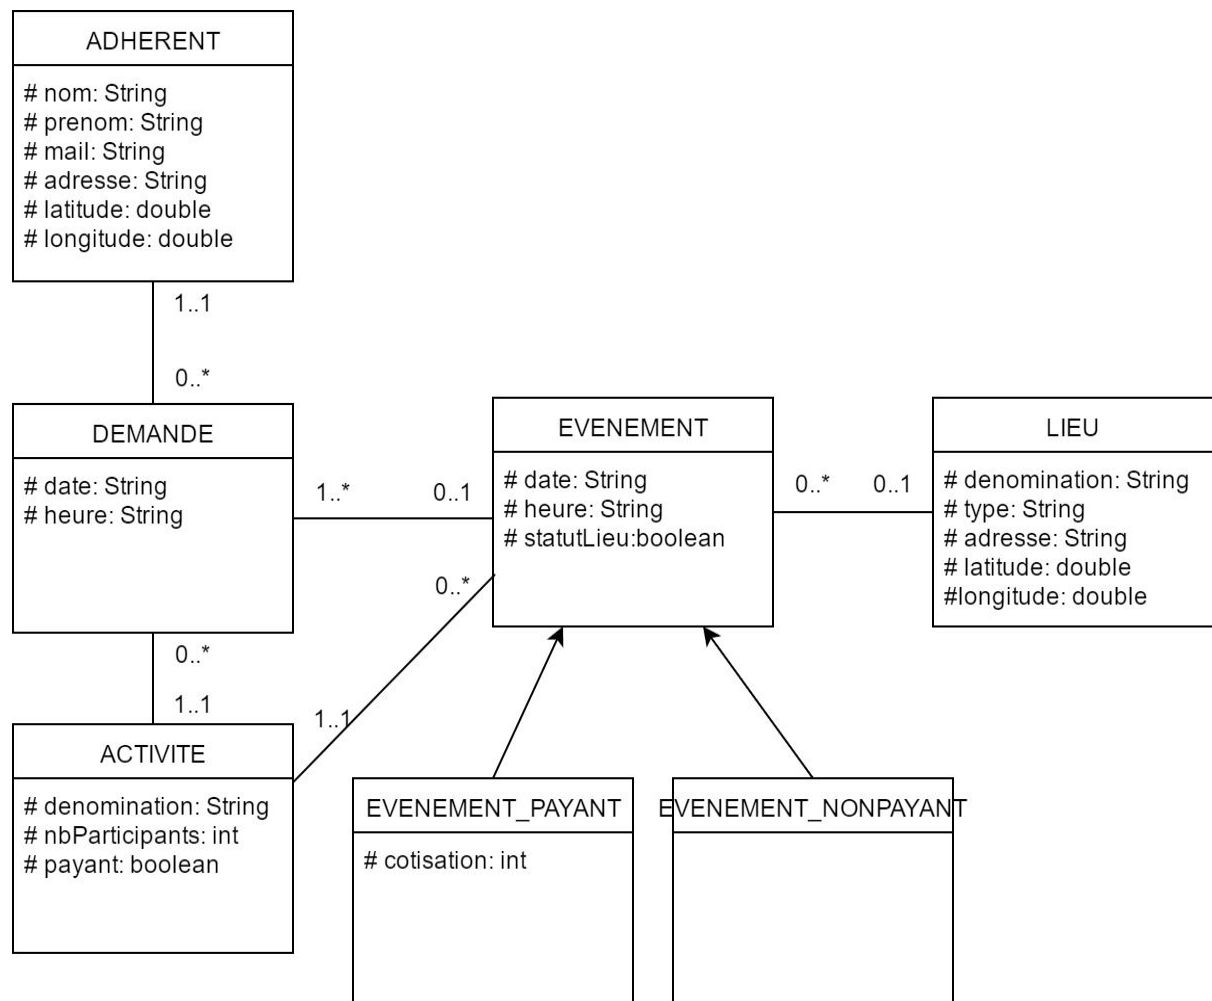 ADHERENT
# nom: String
# prenom: String
# mail: String
# adresse: String
# latitude: double
# longitude: double
1..1
0..*
DEMANDE
# date: String
# heure: String
1..*
0..1
EVENEMENT
# date: String
# heure: String
# statutLieu:boolean
0..*
0..1
LIEU
# denomination: String
# type: String
# adresse: String
# latitude: double
#longitude: double
0..*
0..*
1..1
1..1
ACTIVITE
# denomination: String
# nbParticipants: int
# payant: boolean
EVENEMENT_PAYANT
# cotisation: int
EVENEMENT_NONPAYANT